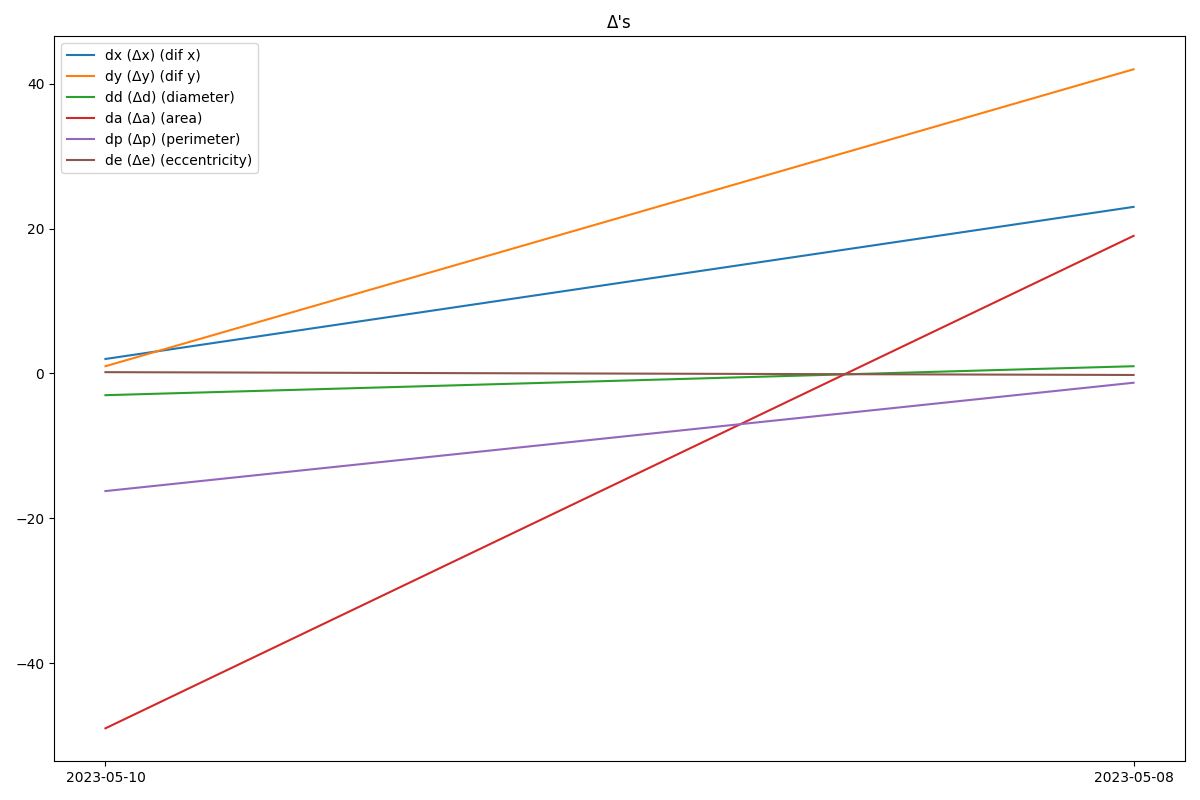 Δ's
dx (Δx) (dif x)
dy (Δy) (dif y)
dd (Δd) (diameter)
da (Δa) (area)
dp (Δp) (perimeter)
de (Δe) (eccentricity)
40
20
0
−20
−40
2023-05-10 2023-05-08